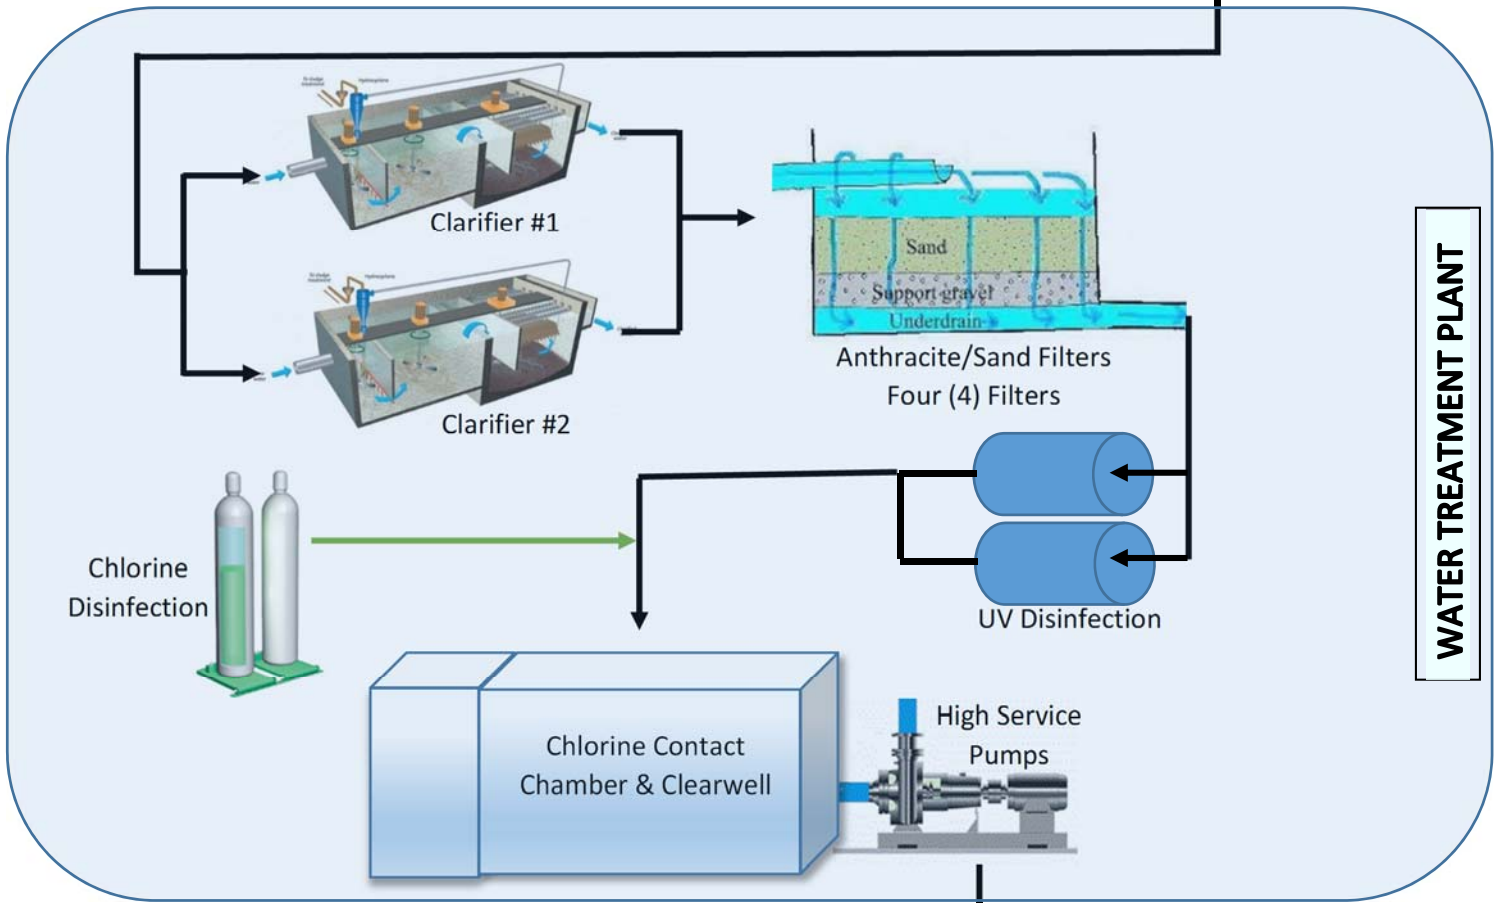 Clarifier #1
Clarifier #2
Sand
Support gravel
Underdrain
Anthracite/Sand Filters
Four (4) Filters
UV Disinfection
Chlorine
Disinfection
Chlorine Contact
Chamber & Clearwell
High Service
Pumps
WATER TREATMENT PLANT